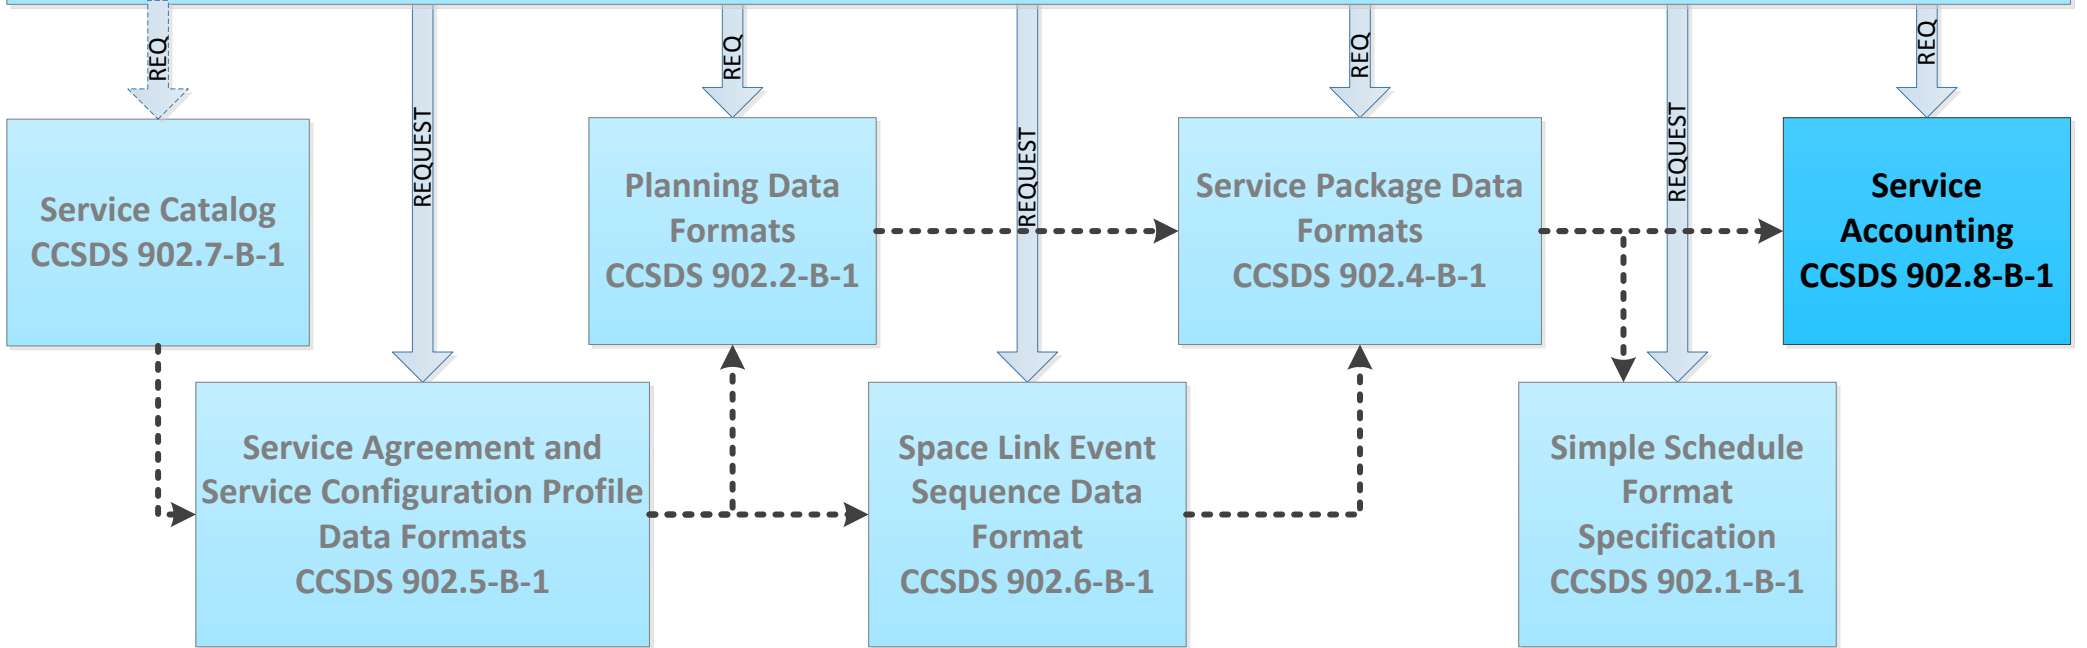 REQ
REQUEST
REQ
REQUEST
REQ
REQUEST
REQ
Service Catalog
CCSDS 902.7-B-1
Planning Data
Formats
CCSDS 902.2-B-1
Service Package Data
Formats
CCSDS 902.4-B-1
Service
Accounting
CCSDS 902.8-B-1
Service Agreement and
Service Configuration Profile
Data Formats
CCSDS 902.5-B-1
Space Link Event
Sequence Data
Format
CCSDS 902.6-B-1
Simple Schedule
Format
Specification
CCSDS 902.1-B-1